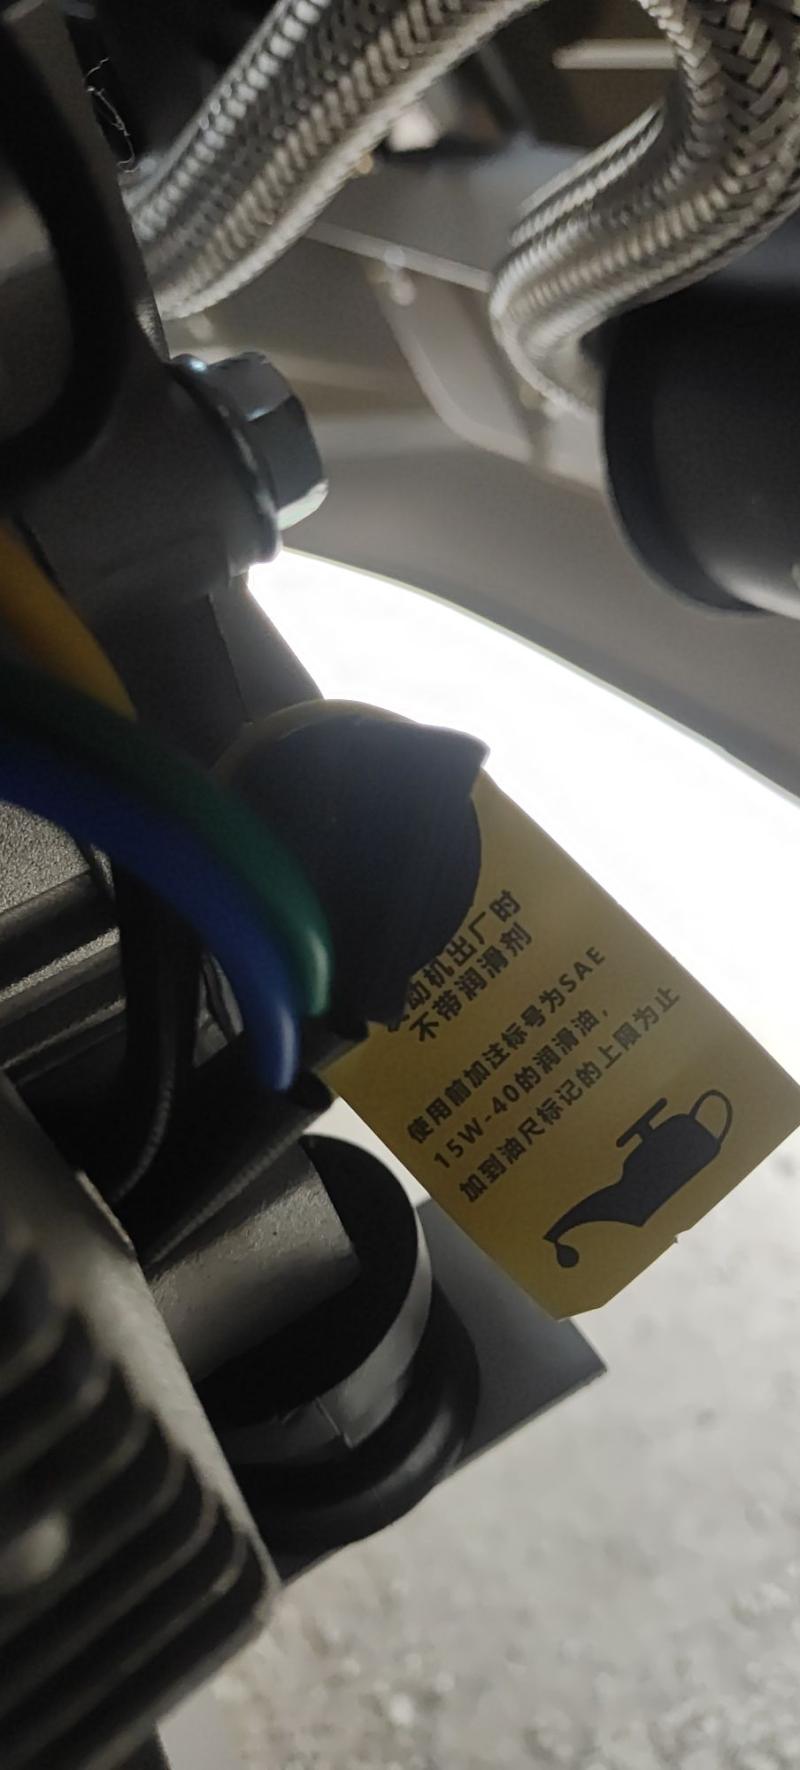 动机出厂时
不带润滑剂
使用前加注标号为SAE
15W-40的润滑油，
加到油尺标记的上限为止